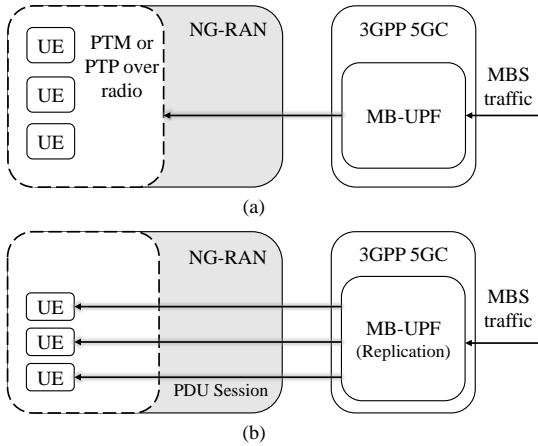 NG-RAN
3GPP 5GC
UE
PTM or
PTP over
radio
UE
UE
MB-UPF
MBS
traffic
(a)
NG-RAN
3GPP 5GC
UE
UE
UE
MB-UPF
(Replication)
MBS
traffic
PDU Session
(b)